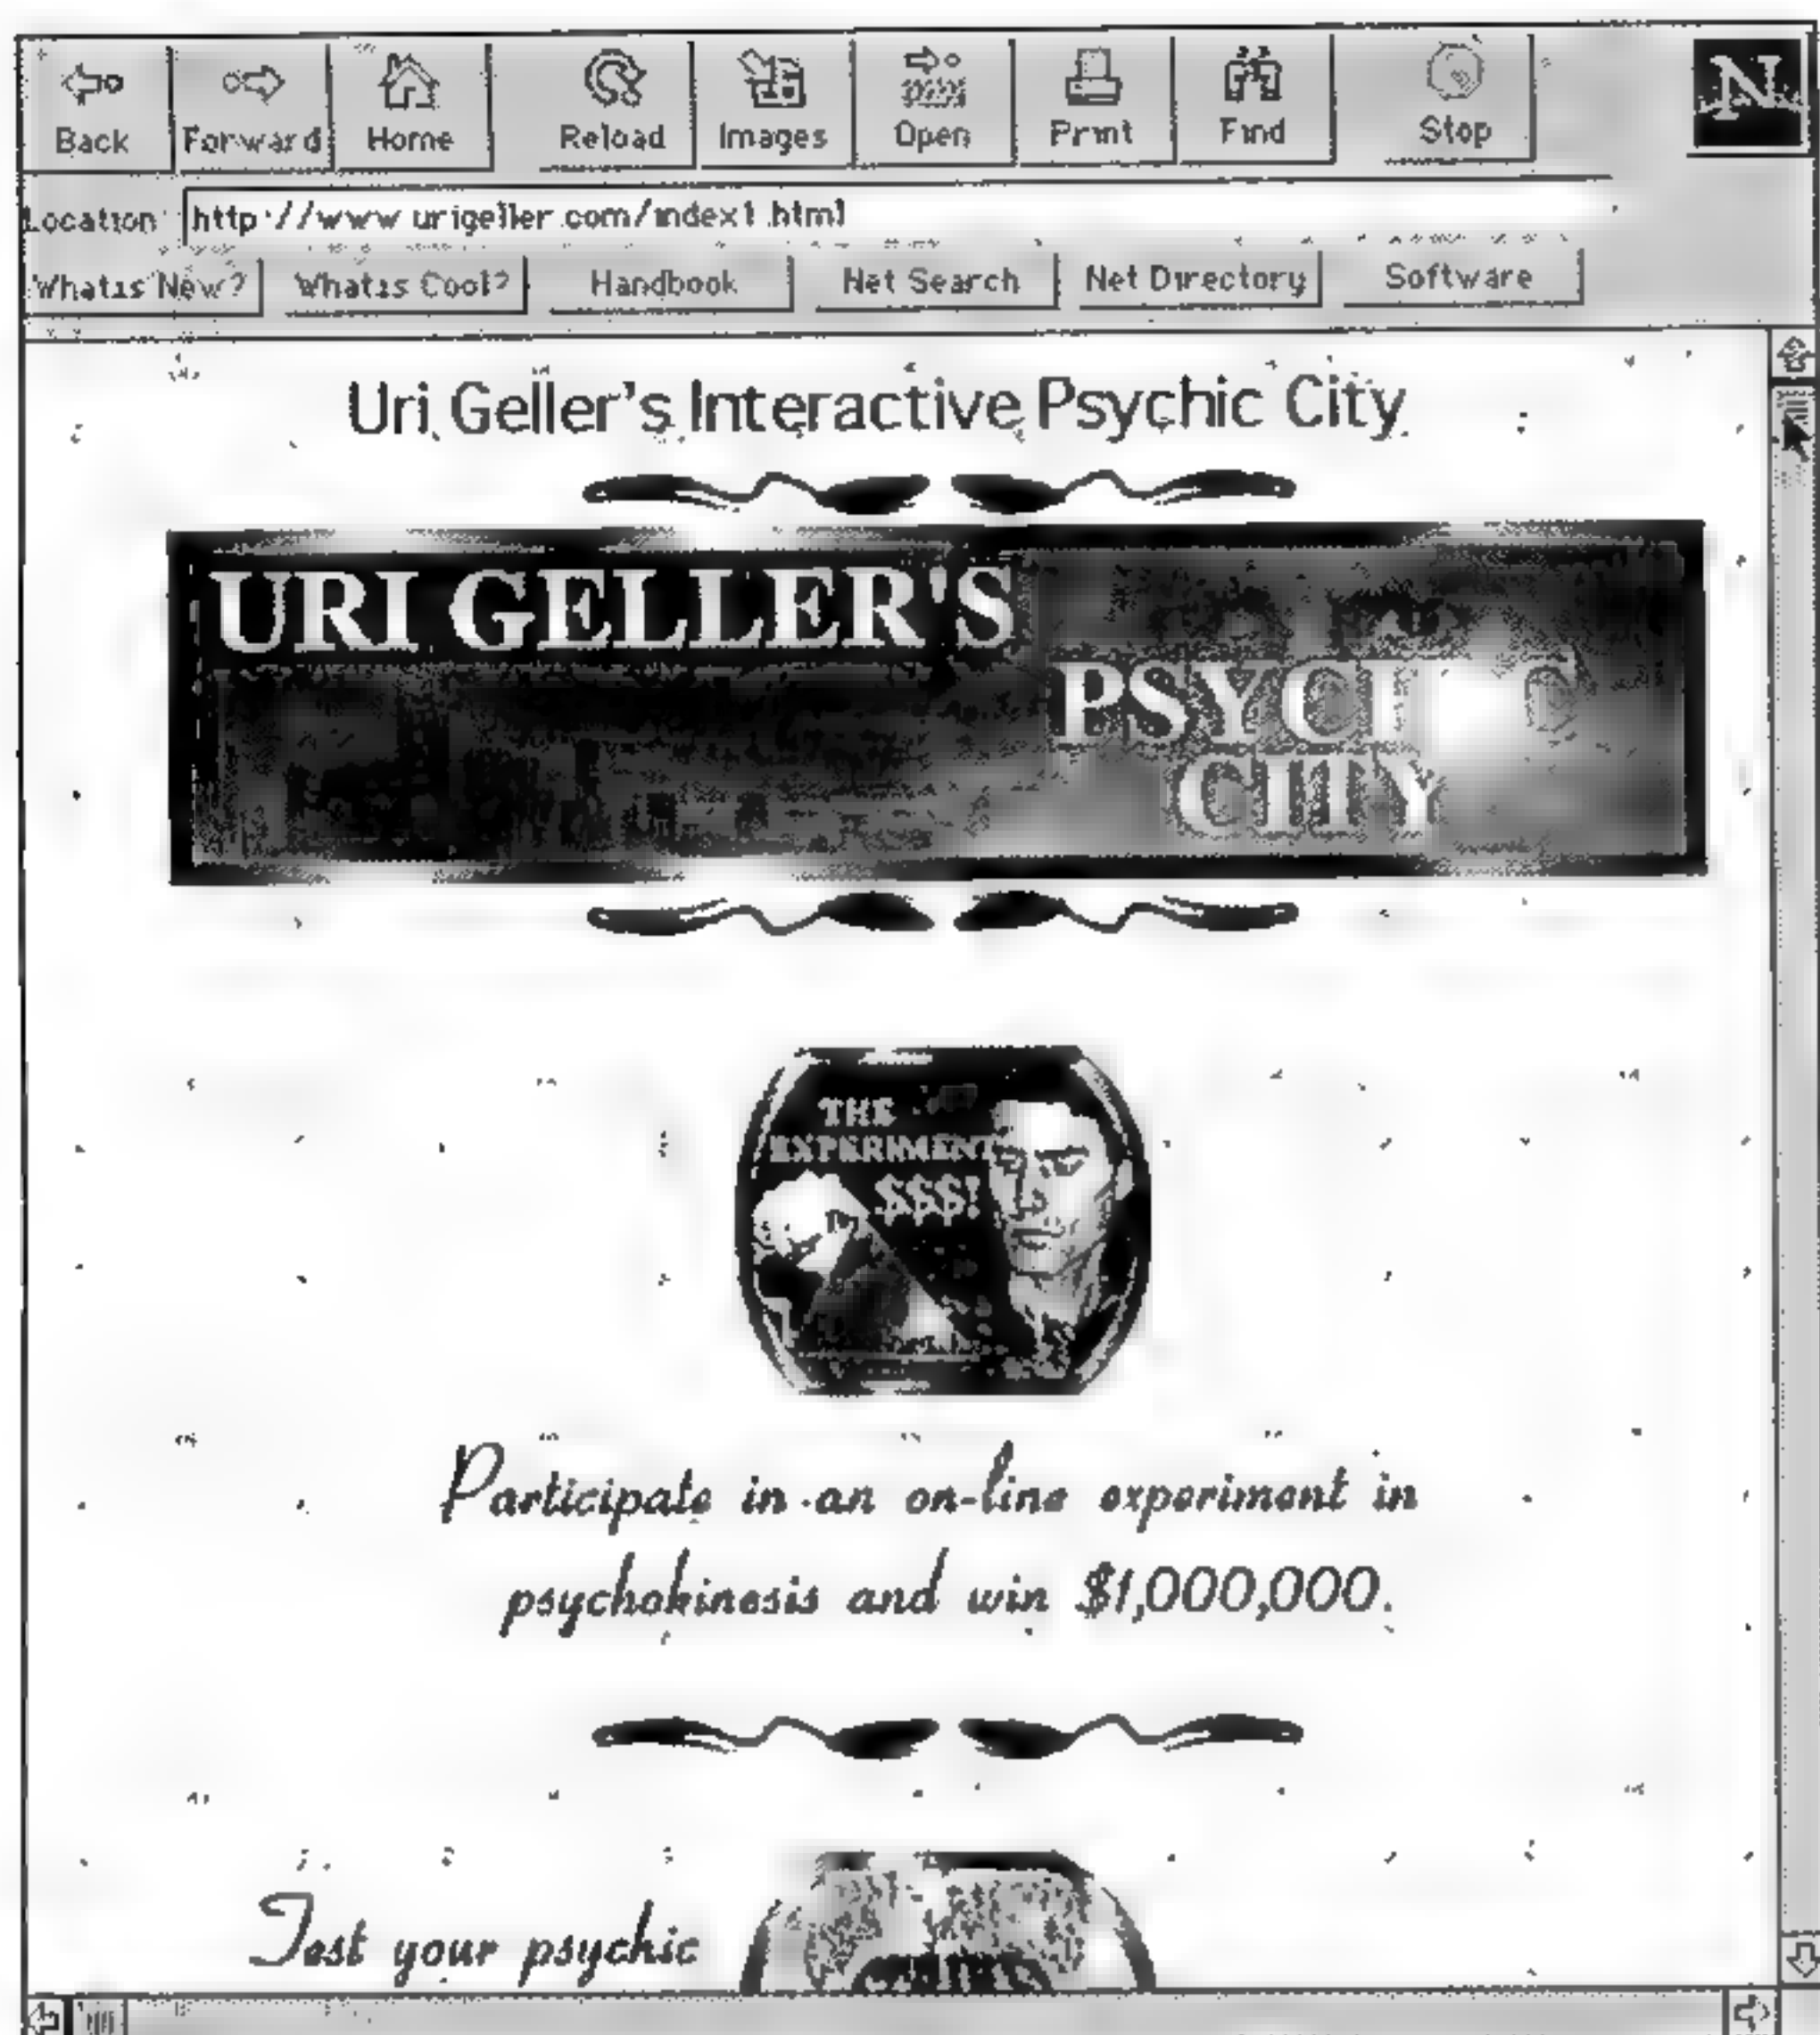 Back Forward Home Reload Images Open Print Find Stop N
Location: http://www.urigeller.com/index1.html
What's New? What's Cool? Handbook Net Search Net Directory Software
Uri Geller's Interactive Psychic City
URI GELLER'S
PSYCHIC
CITY
THE
EXPERIMENT
$$$!
Participate in an on-line experiment in
psychokinesis and win $1,000,000.
Test your psychic